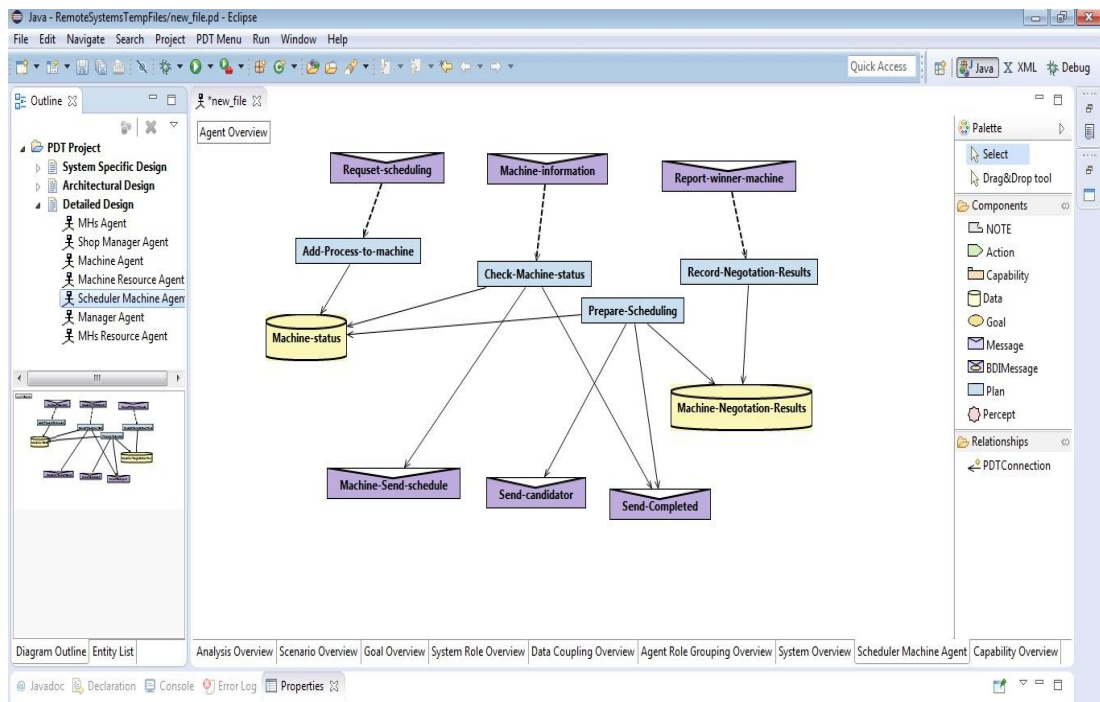 Java - RemoteSystemsTempFiles/new_file.pd - Eclipse
File Edit Navigate Search Project PDT Menu Run Window Help
Quick Access
Java
XML
Debug
Outline
PDT Project
System Specific Design
Architectural Design
Detailed Design
MHs Agent
Shop Manager Agent
Machine Agent
Machine Resource Agent
Scheduler Machine Agen
Manager Agent
MHs Resource Agent
Diagram Outline
Entity List
*new_file
Agent Overview
Requset-scheduling
Machine-information
Report-winner-machine
Add-Process-to-machine
Check-Machine-status
Record-Negotation-Results
Prepare-Scheduling
Machine-status
Machine-Negotation-Results
Machine-Send-schedule
Send-candidator
Send-Completed
Palette
Select
Drag&Drop tool
Components
NOTE
Action
Capability
Data
Goal
Message
BDIMessage
Plan
Percept
Relationships
PDTConnection
Analysis Overview Scenario Overview Goal Overview System Role Overview Data Coupling Overview Agent Role Grouping Overview System Overview Scheduler Machine Agent Capability Overview
@ Javadoc Declaration Console Error Log Properties